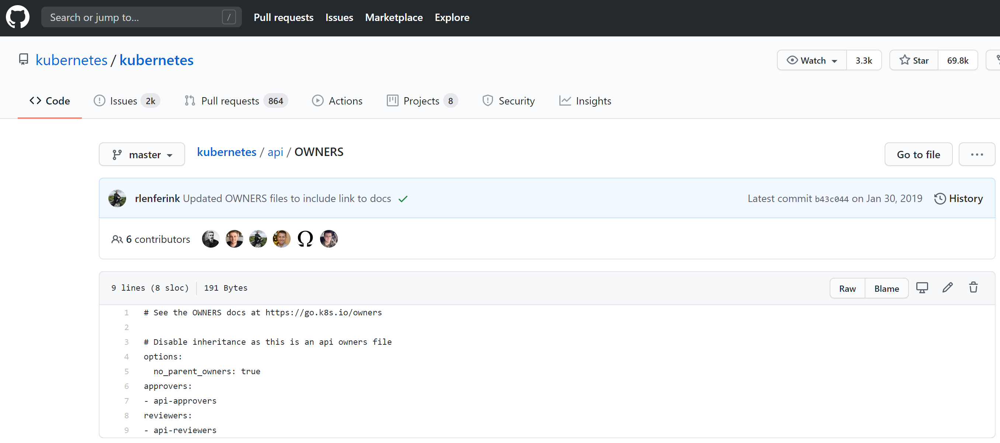 Search or jump to... / Pull requests Issues Marketplace Explore
kubernetes / kubernetes Watch 3.3k Star 69.8k
Code Issues 2k Pull requests 864 Actions Projects 8 Security Insights
master kubernetes / api / OWNERS Go to file ...
rlenferink Updated OWNERS files to include link to docs Latest commit b43c044 on Jan 30, 2019 History
6 contributors Ω
9 lines (8 sloc) 191 Bytes Raw Blame
1 # See the OWNERS docs at https://go.k8s.io/owners
2
3 # Disable inheritance as this is an api owners file
4 options:
5   no_parent_owners: true
6 approvers:
7 - api-approvers
8 reviewers:
9 - api-reviewers